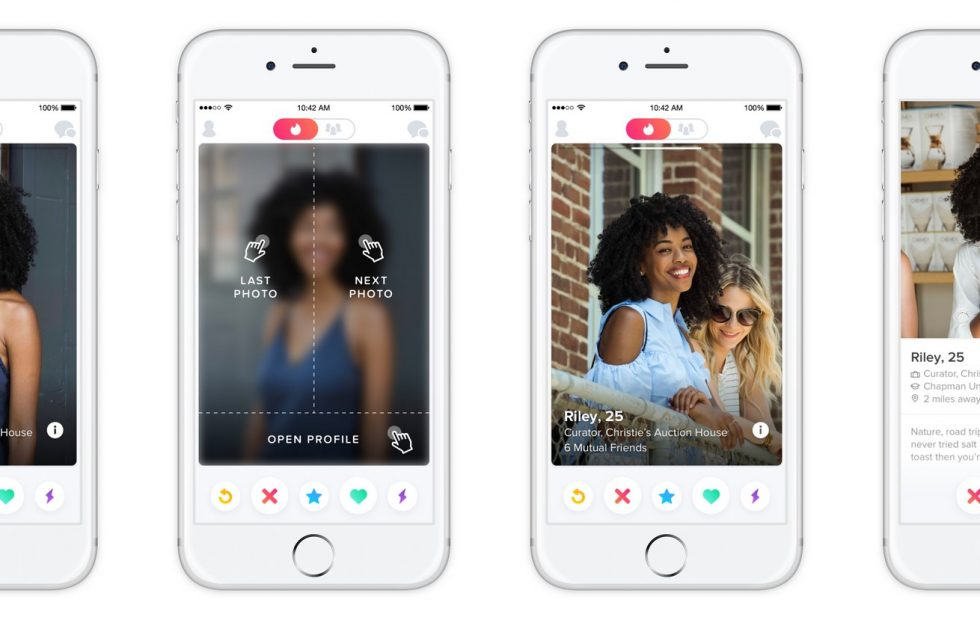 100%
House
10:42 AM
100%
LAST
PHOTO
NEXT
PHOTO
OPEN PROFILE
10:42 AM
100%
Riley, 25
Curator, Christie's Auction House
6 Mutual Friends
Riley, 25
Curator, Chris
Chapman Un
2 miles away
Nature, road trip
never tried salt
toast then you're